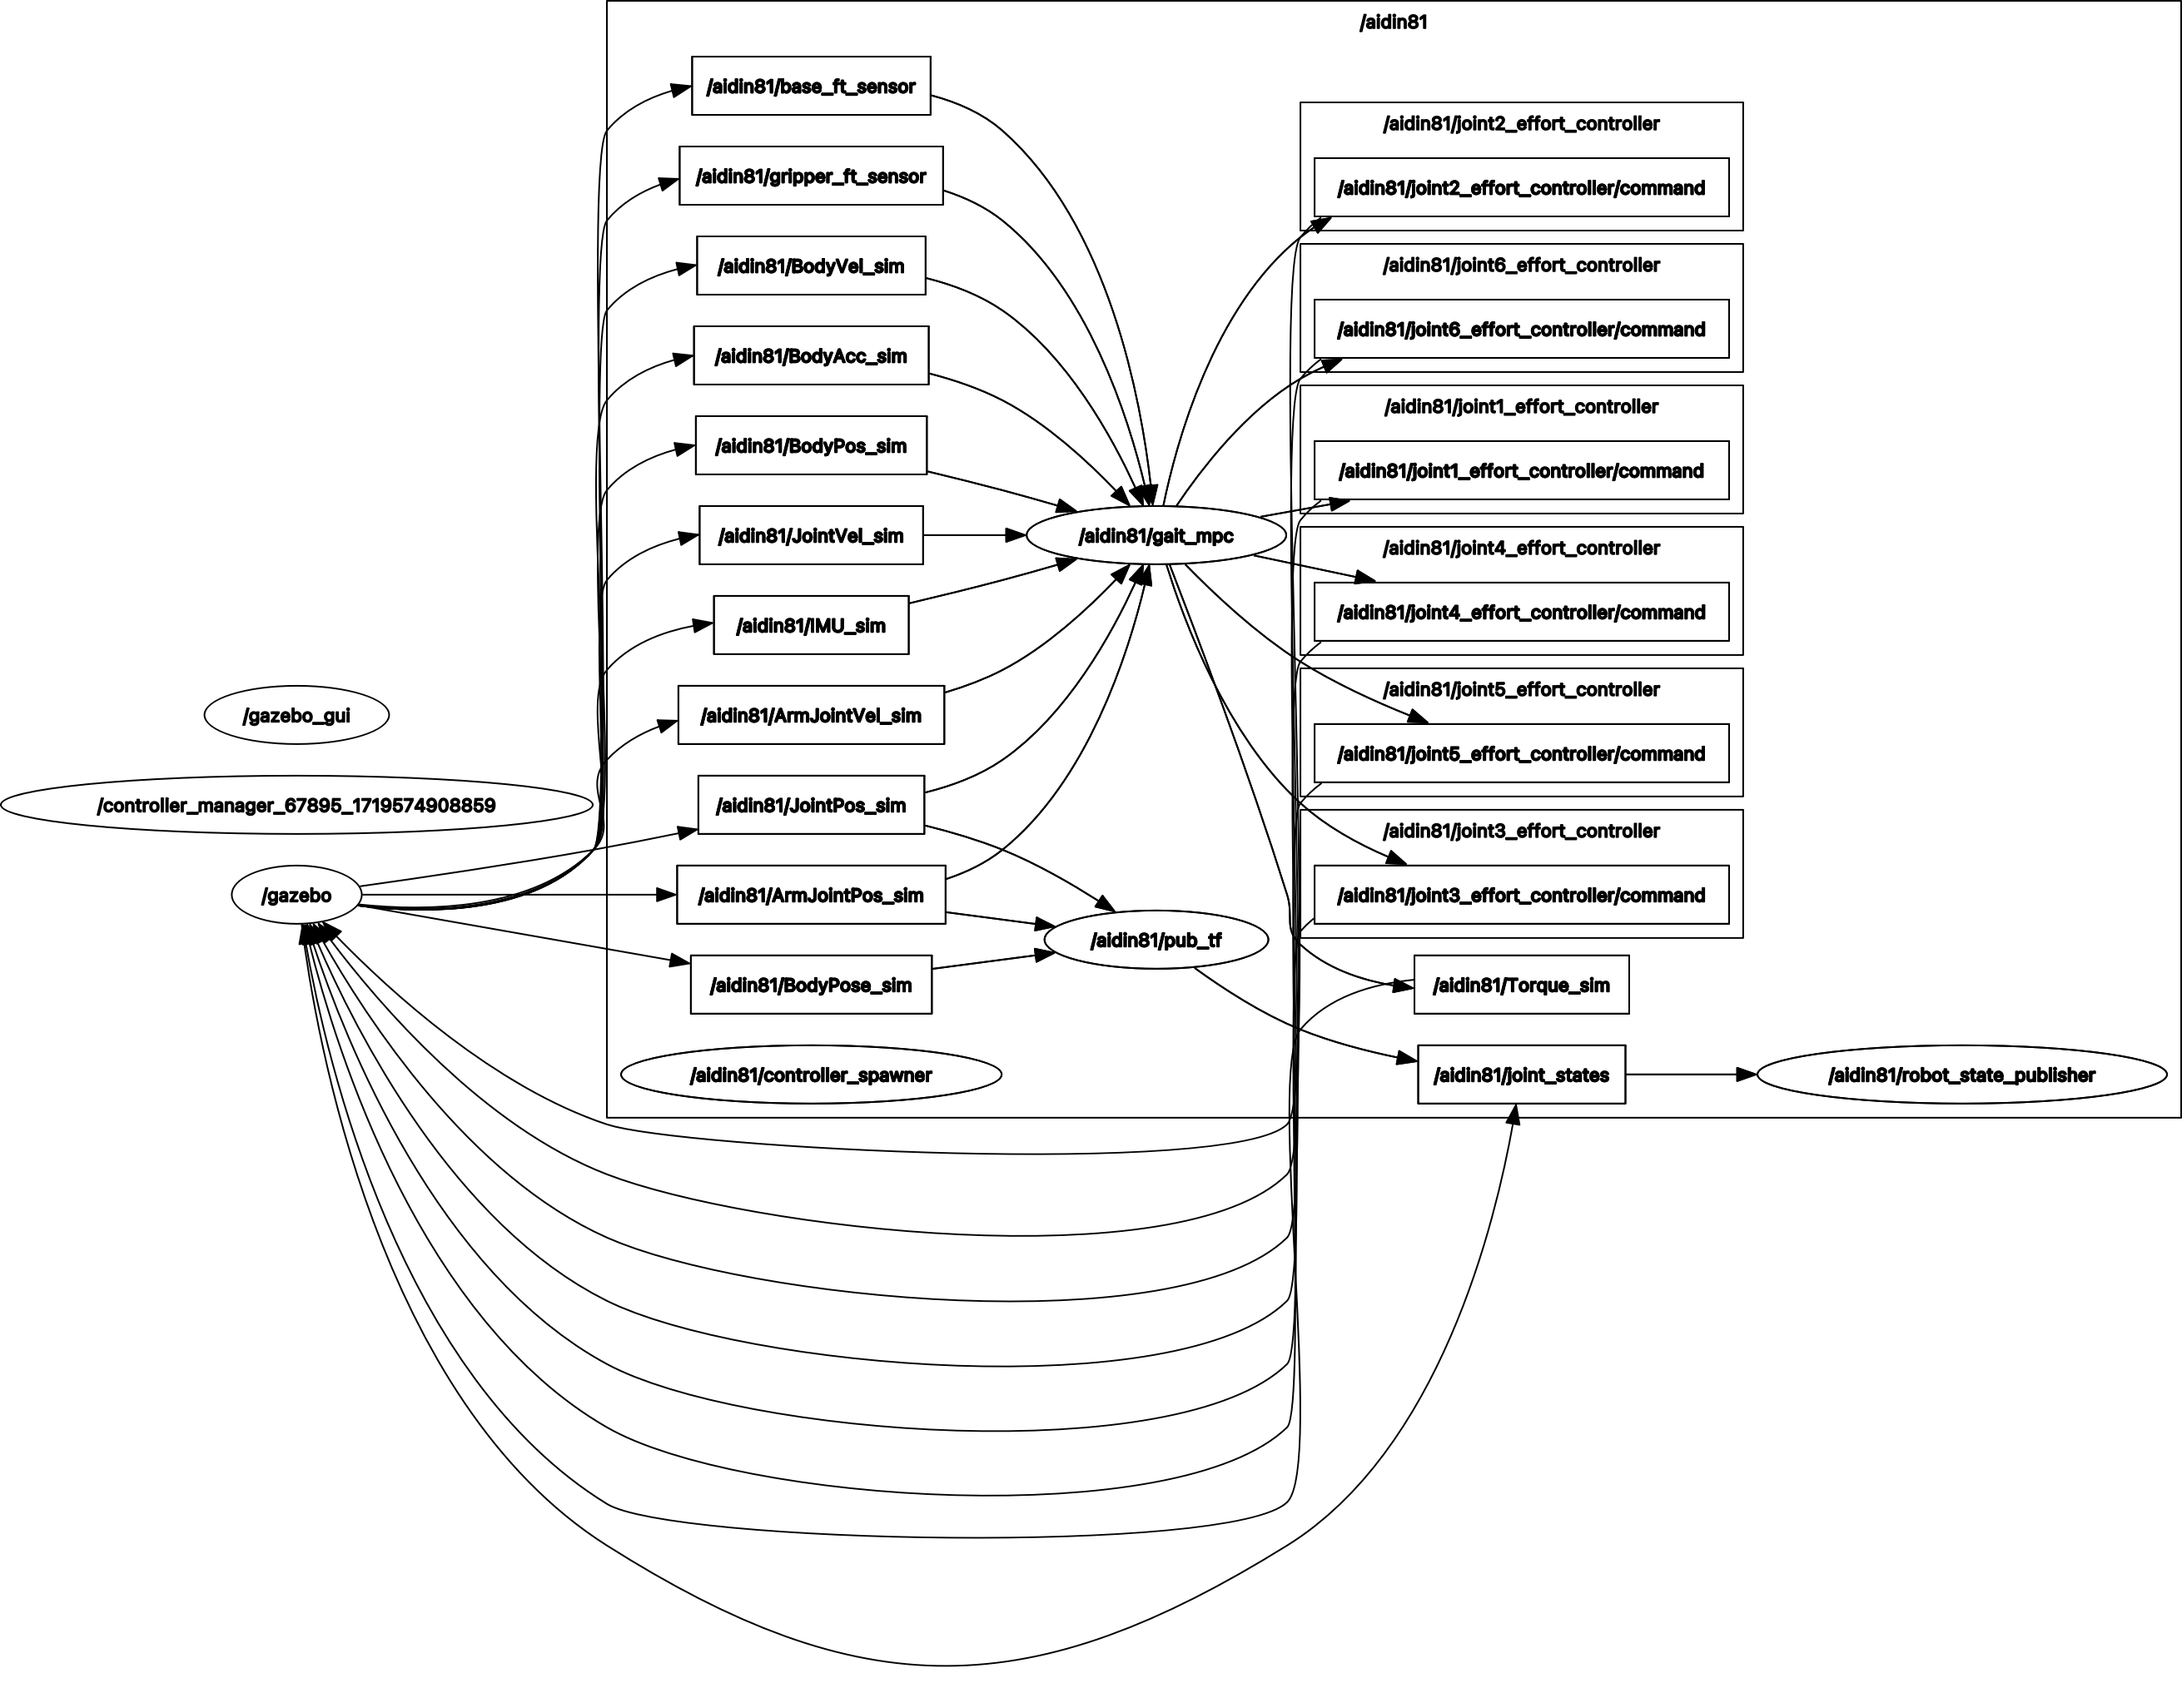 /aidin81
/aidin81/base_ft_sensor
/aidin81/gripper_ft_sensor
/aidin81/BodyVel_sim
/aidin81/BodyAcc_sim
/aidin81/BodyPos_sim
/aidin81/JointVel_sim
/aidin81/IMU_sim
/aidin81/ArmJointVel_sim
/aidin81/JointPos_sim
/aidin81/ArmJointPos_sim
/aidin81/BodyPose_sim
/aidin81/controller_spawner
/gazebo_gui
/controller_manager_67895_1719574908859
/gazebo
/aidin81/gait_mpc
/aidin81/pub_tf
/aidin81/joint2_effort_controller
/aidin81/joint2_effort_controller/command
/aidin81/joint6_effort_controller
/aidin81/joint6_effort_controller/command
/aidin81/joint1_effort_controller
/aidin81/joint1_effort_controller/command
/aidin81/joint4_effort_controller
/aidin81/joint4_effort_controller/command
/aidin81/joint5_effort_controller
/aidin81/joint5_effort_controller/command
/aidin81/joint3_effort_controller
/aidin81/joint3_effort_controller/command
/aidin81/Torque_sim
/aidin81/joint_states
/aidin81/robot_state_publisher